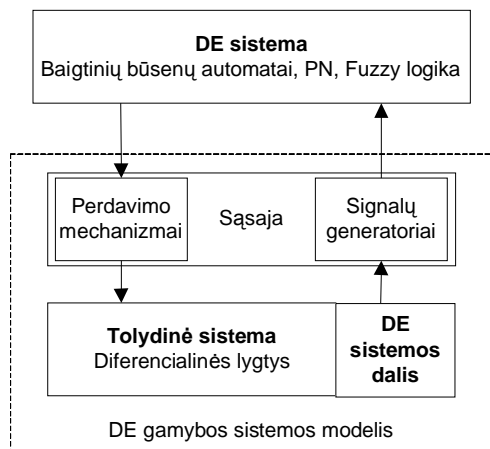 DE sistema
Baigtinių būsenų automatai, PN, Fuzzy logika
Perdavimo
mechanizmai
Sąsaja
Signalų
generatoriai
Tolydinė sistema
Diferencialinės lygtys
DE
sistemos
dalis
DE gamybos sistemos modelis